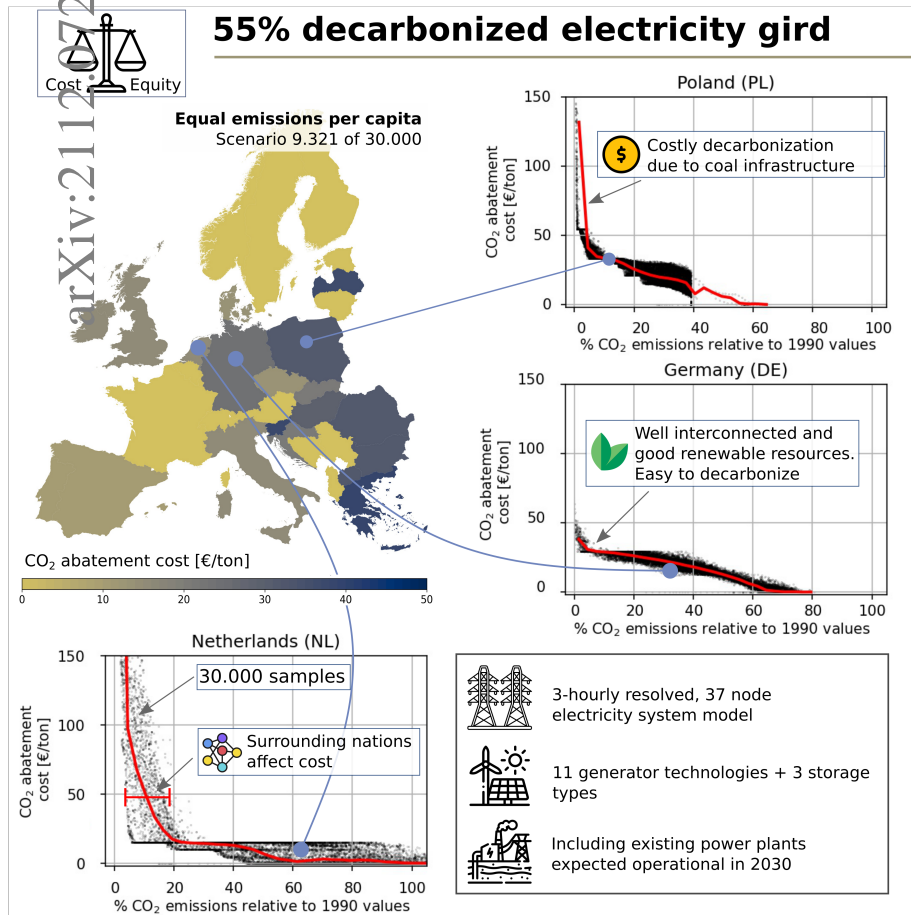 55% decarbonized electricity gird
Cost Equity
arXiv:2112.072
Equal emissions per capita
Scenario 9.321 of 30.000
CO₂ abatement cost [€/ton]
0 10 20 30 40 50
Poland (PL)
CO₂ abatement
cost [€/ton]
150
100
50
0
Costly decarbonization
due to coal infrastructure
$
0 20 40 60 80 100
% CO₂ emissions relative to 1990 values
Germany (DE)
CO₂ abatement
cost [€/ton]
150
100
50
0
Well interconnected and
good renewable resources.
Easy to decarbonize
0 20 40 60 80 100
% CO₂ emissions relative to 1990 values
Netherlands (NL)
CO₂ abatement
cost [€/ton]
150
100
50
0
30.000 samples
Surrounding nations
affect cost
0 20 40 60 80 100
% CO₂ emissions relative to 1990 values
3-hourly resolved, 37 node
electricity system model
11 generator technologies + 3 storage
types
Including existing power plants
expected operational in 2030